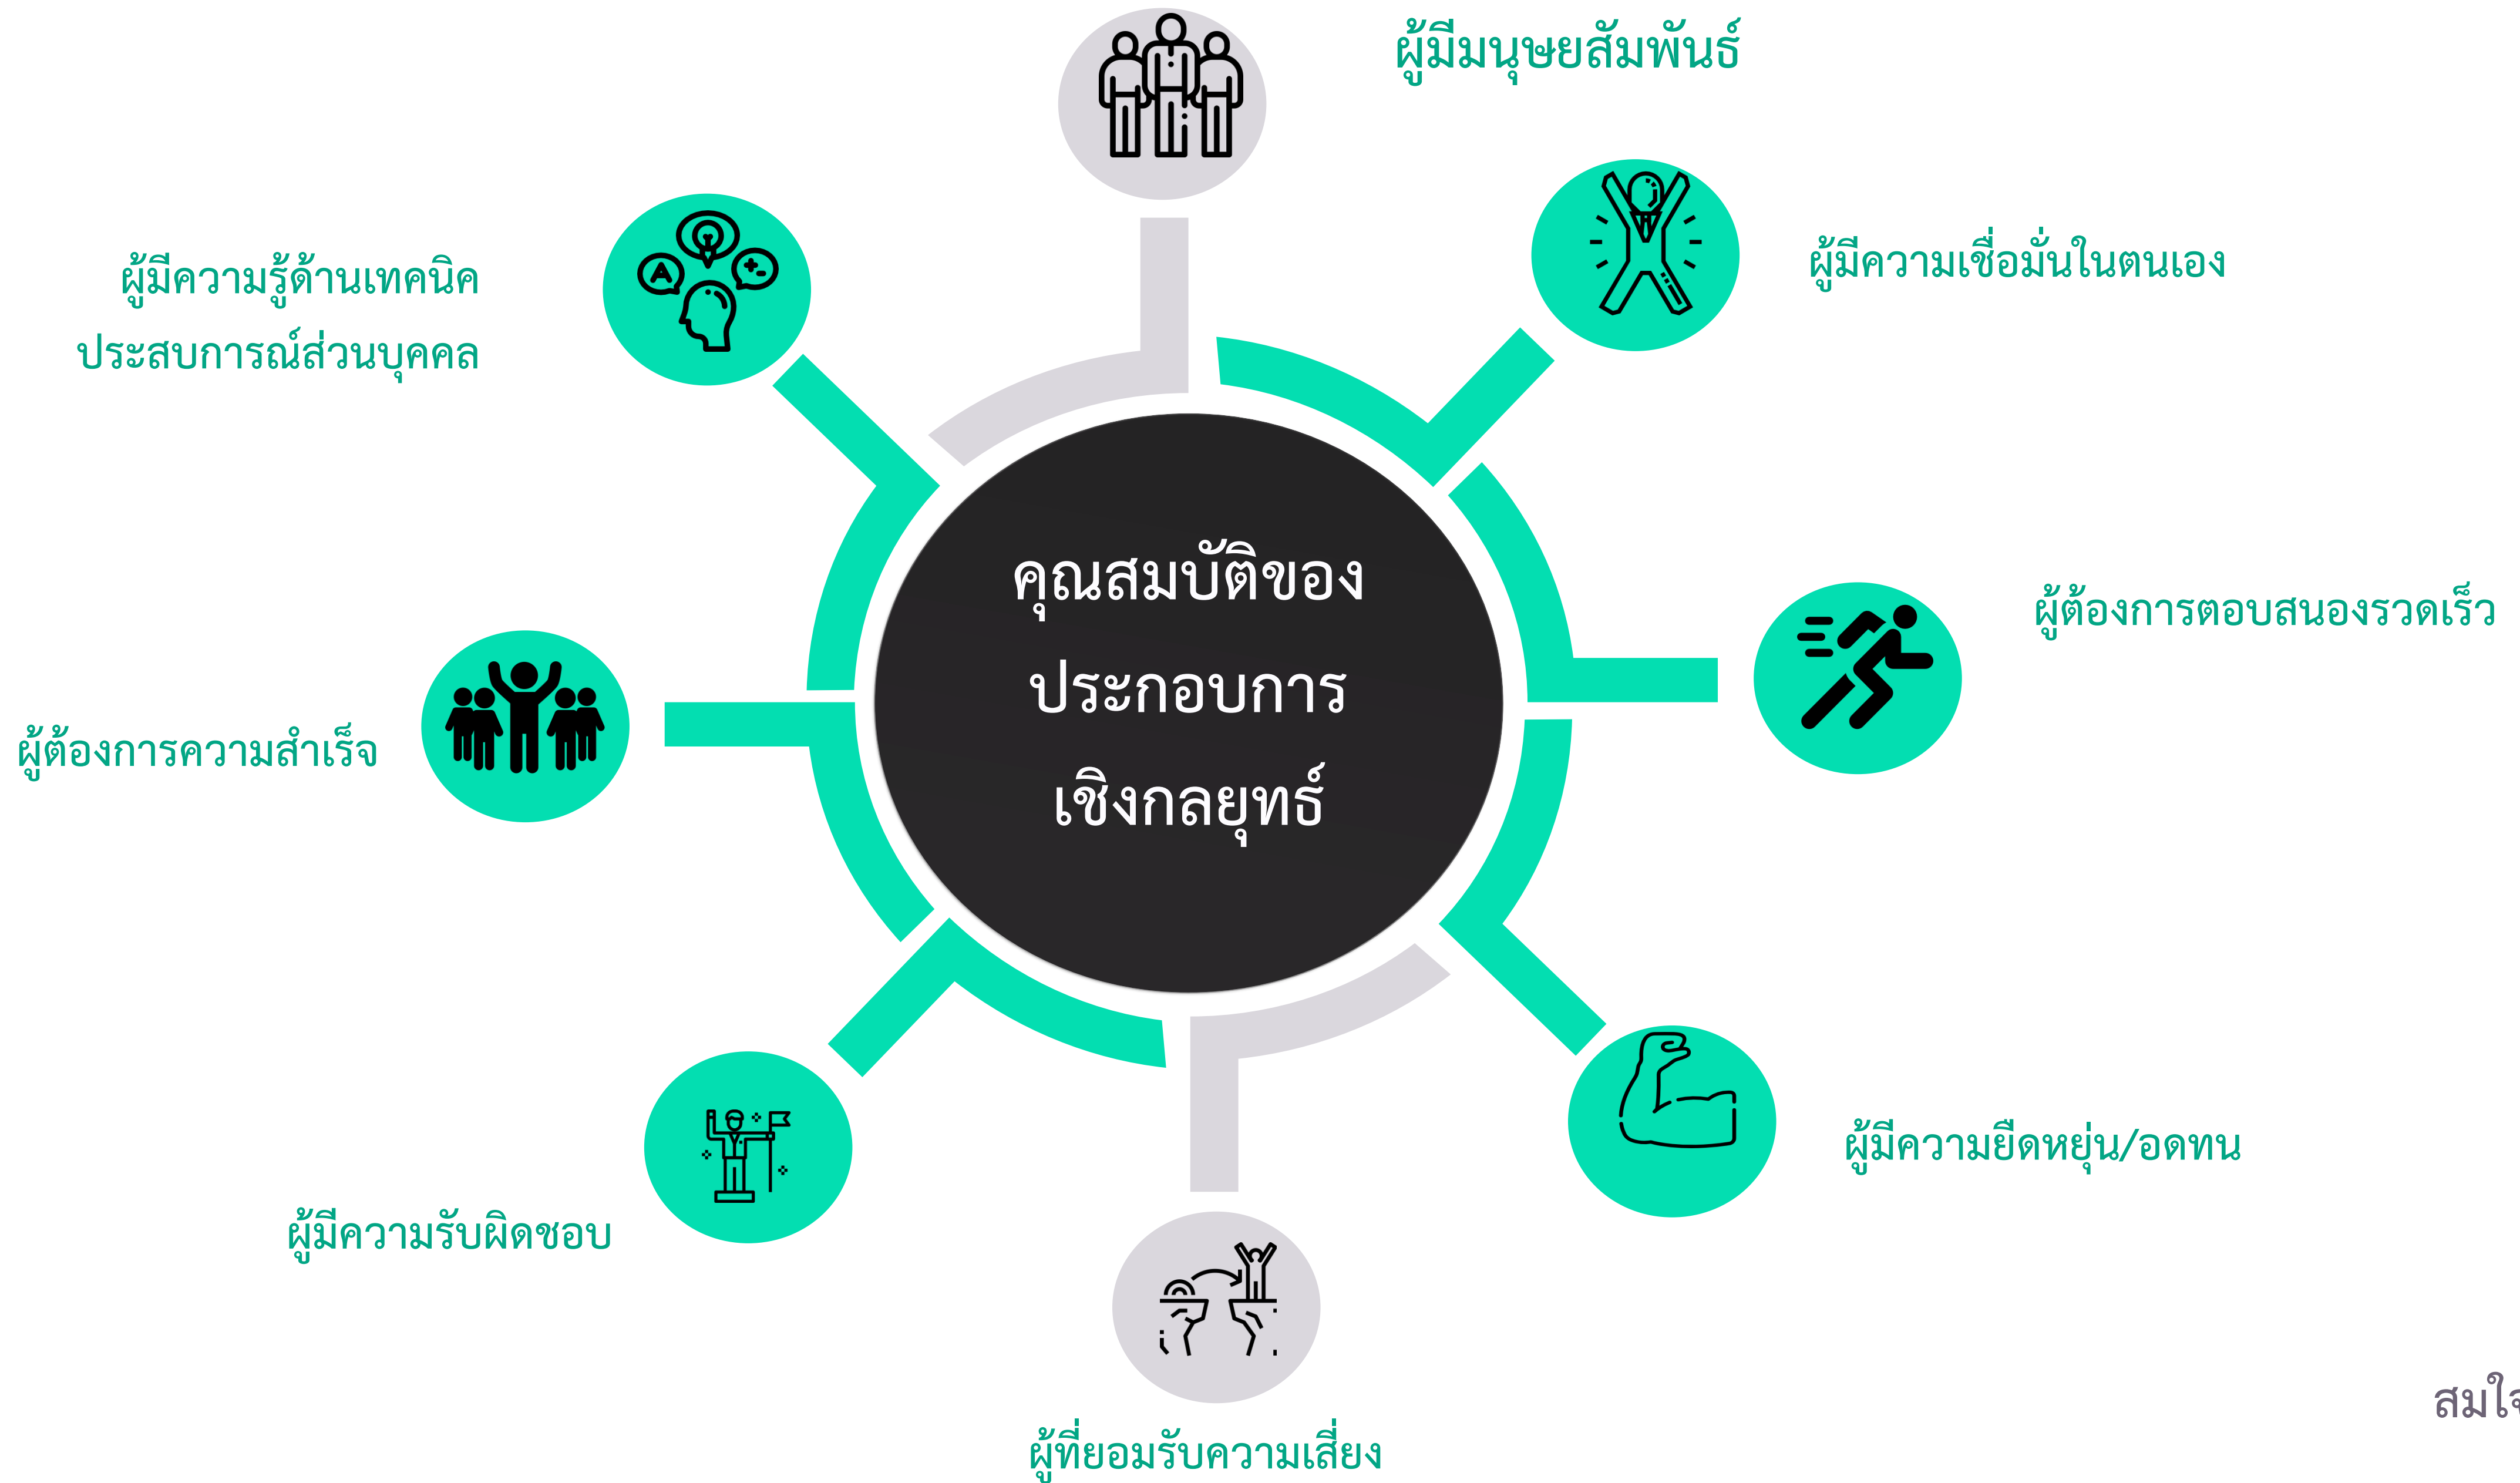 ผู้มีมนุษยสัมพันธ์
ผู้มีความเชื่อมั่นในตนเอง
ผู้มีความรู้ด้านเทคนิค
ประสบการณ์ส่วนบุคคล
คุณสมบัติของ
ประกอบการ
เชิงกลยุทธ์
ผู้ต้องการตอบสนองรวดเร็ว
ผู้ต้องการความสำเร็จ
ผู้มีความยืดหยุ่น/อดทน
ผู้มีความรับผิดชอบ
ผู้ที่ยอมรับความเสี่ยง